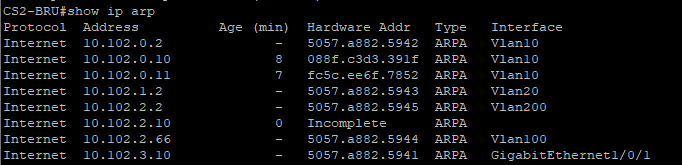 CS2-BRU#show ip arp
Protocol  Address          Age (min)  Hardware Addr   Type   Interface
Internet  10.102.0.2              -   5057.a882.5942  ARPA   Vlan10
Internet  10.102.0.10             8   088f.c3d3.391f  ARPA   Vlan10
Internet  10.102.0.11             7   fc5c.ee6f.7852  ARPA   Vlan10
Internet  10.102.1.2              -   5057.a882.5943  ARPA   Vlan20
Internet  10.102.2.2              -   5057.a882.5945  ARPA   Vlan200
Internet  10.102.2.10             0   Incomplete      ARPA
Internet  10.102.2.66             -   5057.a882.5944  ARPA   Vlan100
Internet  10.102.3.10             -   5057.a882.5941  ARPA   GigabitEthernet1/0/1